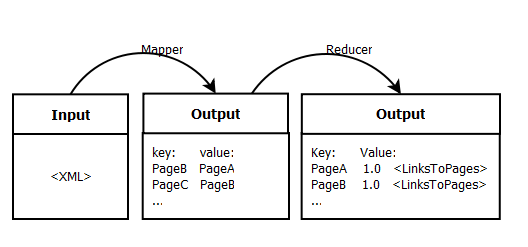 Mapper
Reducer
Input
<XML>
Output
key: value:
PageB PageA
PageC PageB
...
Output
Key: Value:
PageA 1.0 <LinksToPages>
PageB 1.0 <LinksToPages>
...